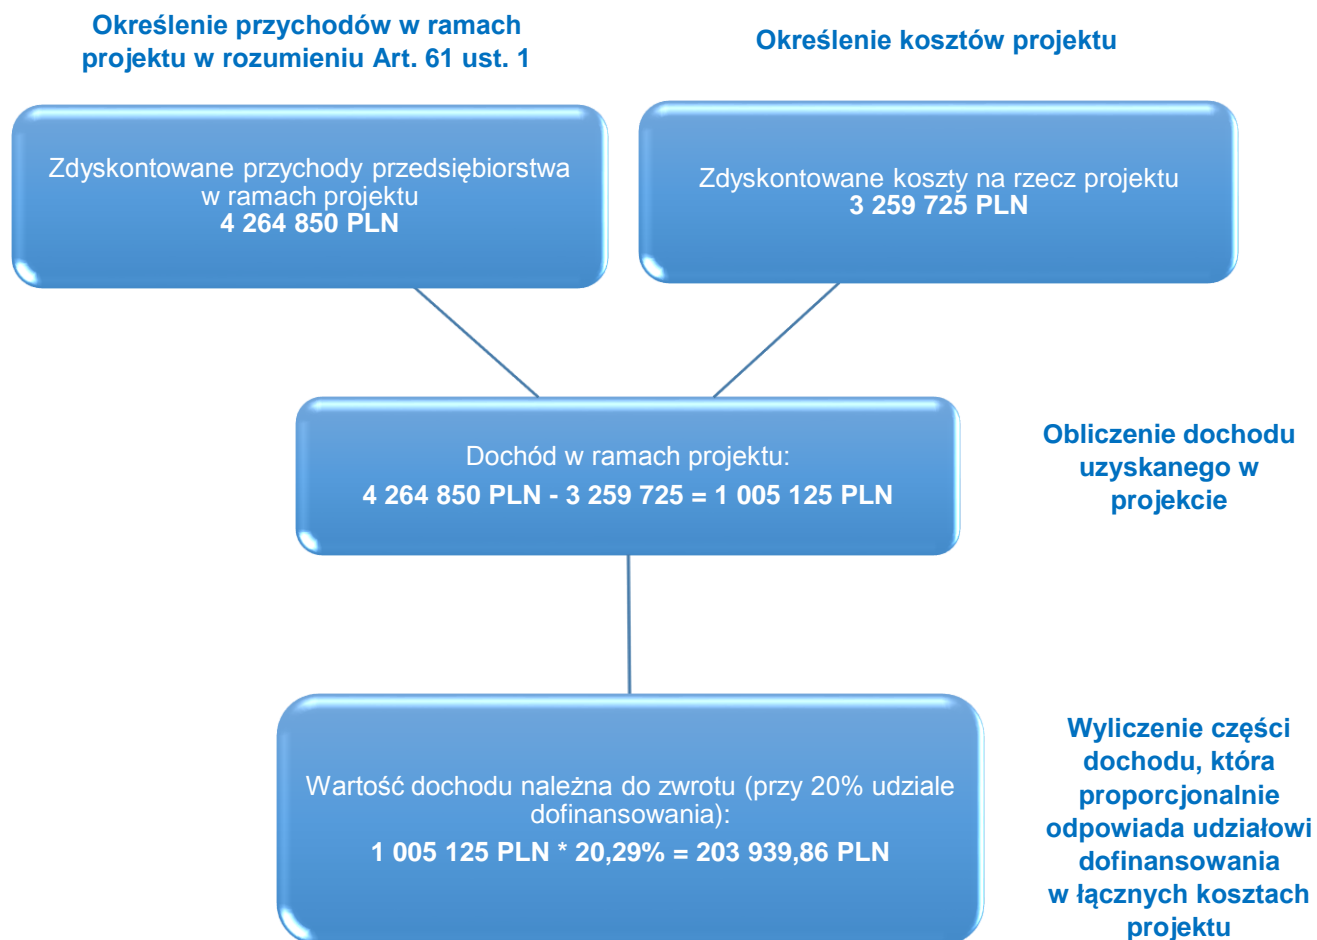 Określenie przychodów w ramach
projektu w rozumieniu Art. 61 ust. 1
Określenie kosztów projektu
Zdyskontowane przychody przedsiębiorstwa
w ramach projektu
4 264 850 PLN
Zdyskontowane koszty na rzecz projektu
3 259 725 PLN
Dochód w ramach projektu:
4 264 850 PLN - 3 259 725 = 1 005 125 PLN
Obliczenie dochodu
uzyskanego w
projekcie
Wartość dochodu należna do zwrotu (przy 20% udziale
dofinansowania):
1 005 125 PLN * 20,29% = 203 939,86 PLN
Wyliczenie części
dochodu, która
proporcjonalnie
odpowiada udziałowi
dofinansowania
w łącznych kosztach
projektu